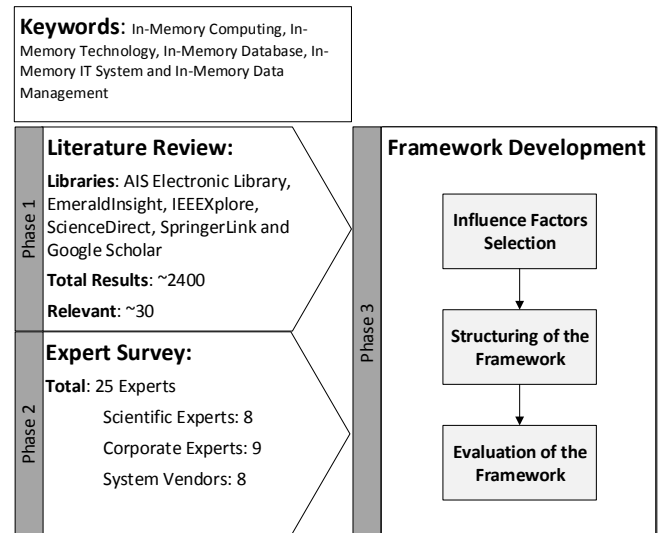 Keywords: In-Memory Computing, In-
Memory Technology, In-Memory Database, In-
Memory IT System and In-Memory Data
Management
Phase 1
Literature Review:
Libraries: AIS Electronic Library,
EmeraldInsight, IEEEXplore,
ScienceDirect, SpringerLink and
Google Scholar
Total Results: ~2400
Relevant: ~30
Phase 2
Expert Survey:
Total: 25 Experts
Scientific Experts: 8
Corporate Experts: 9
System Vendors: 8
Phase 3
Framework Development
Influence Factors
Selection
Structuring of the
Framework
Evaluation of the
Framework